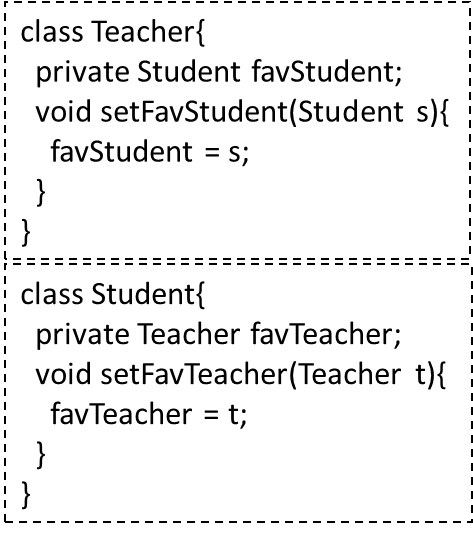 class Teacher{
private Student favStudent;
void setFavStudent(Student s){
favStudent = s;
}
}
class Student{
private Teacher favTeacher;
void setFavTeacher(Teacher t){
favTeacher = t;
}
}